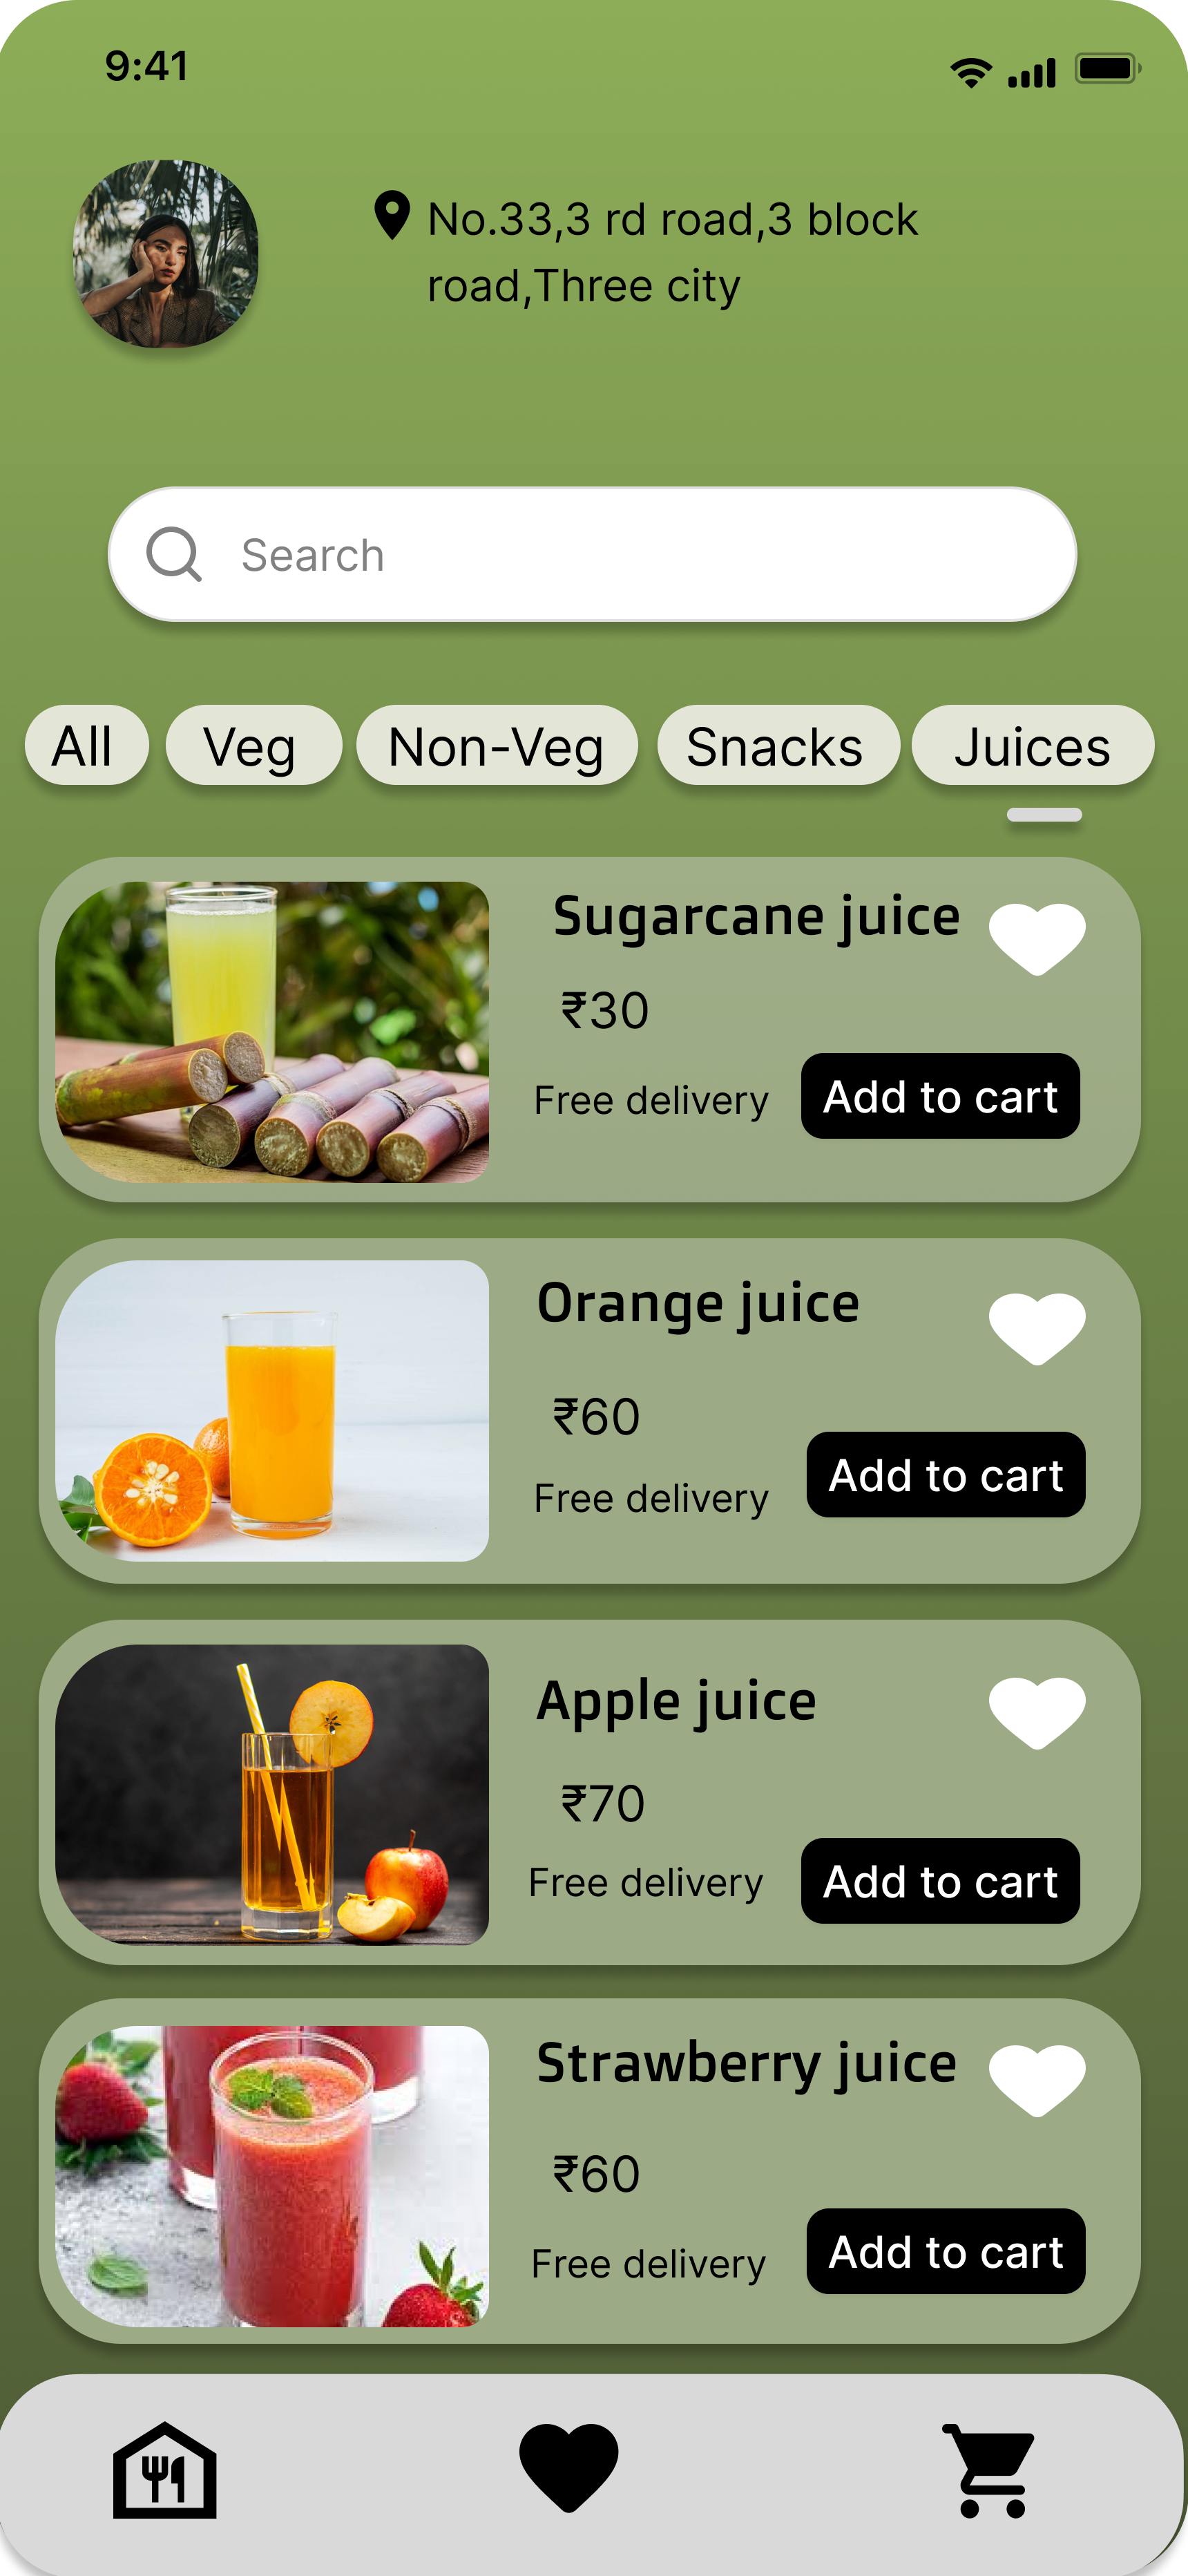 9:41
No.33,3 rd road,3 block
road,Three city
Search
All Veg Non-Veg Snacks Juices
Sugarcane juice
₹30
Free delivery Add to cart
Orange juice
₹60
Free delivery Add to cart
Apple juice
₹70
Free delivery Add to cart
Strawberry juice
₹60
Free delivery Add to cart